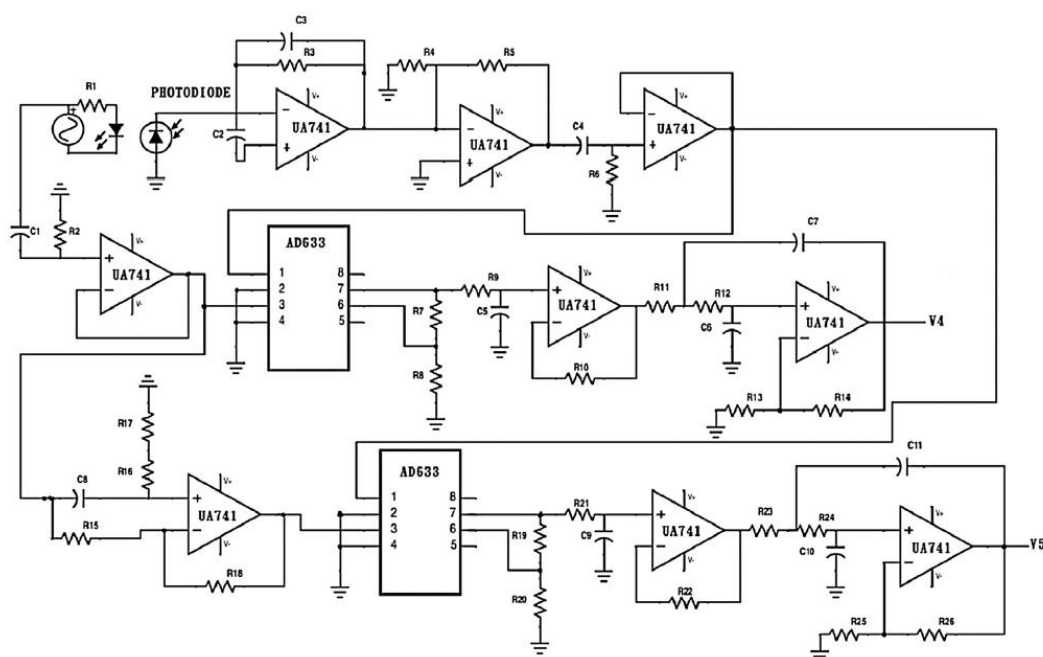 C3
R3
R4
R5
R1
+
PHOTODIODE
V+
C2
−
+
UA741
V-
V+
−
+
UA741
V-
C4
R6
V+
−
+
UA741
V-
C1
R2
V+
+
−
UA741
V-
AD633
1
2
3
4
8
7
6
5
R7
R8
R9
C5
V+
+
−
UA741
V-
R10
R11
R12
C6
C7
V+
+
−
UA741
V-
R13
R14
V4
R17
R16
C8
R15
V+
+
−
UA741
V-
R18
AD633
1
2
3
4
8
7
6
5
R19
R20
R21
C9
V+
+
−
UA741
V-
R22
R23
R24
C10
C11
V+
+
−
UA741
V-
R25
R26
V5